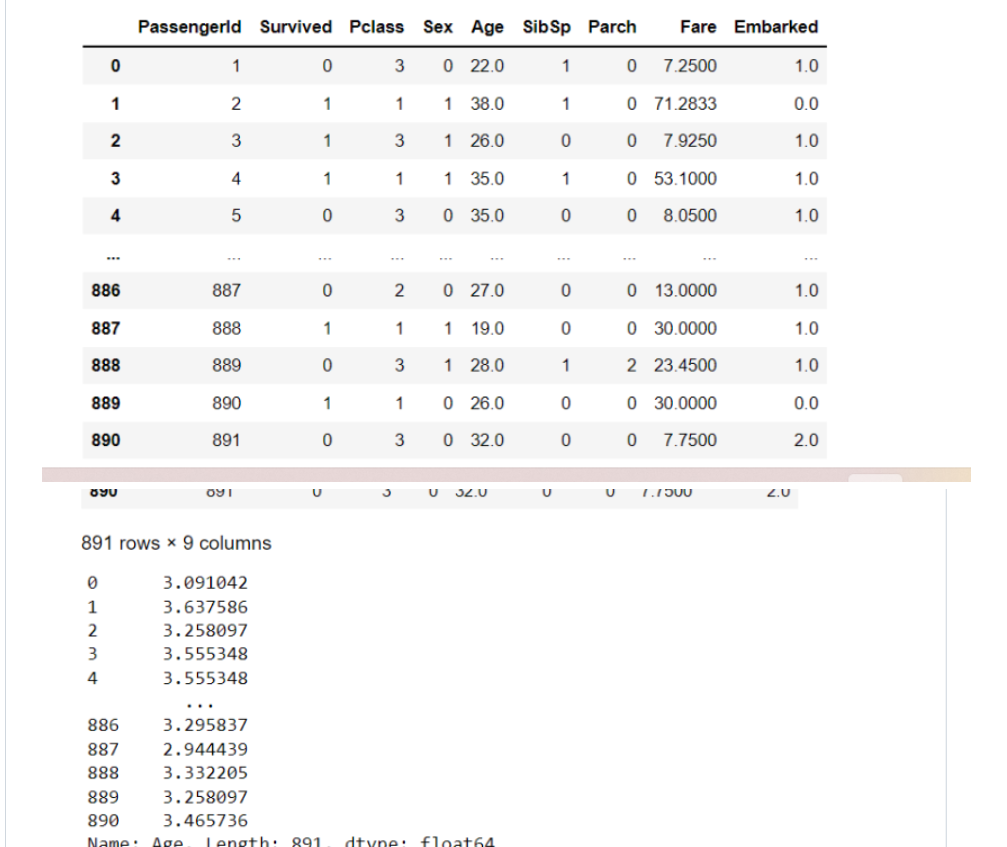 PassengerId Survived Pclass Sex Age SibSp Parch Fare Embarked
0 1 0 3 0 22.0 1 0 7.2500 1.0
1 2 1 1 1 38.0 1 0 71.2833 0.0
2 3 1 3 1 26.0 0 0 7.9250 1.0
3 4 1 1 1 35.0 1 0 53.1000 1.0
4 5 0 3 0 35.0 0 0 8.0500 1.0
... ... ... ... ... ... ... ... ... ...
886 887 0 2 0 27.0 0 0 13.0000 1.0
887 888 1 1 1 19.0 0 0 30.0000 1.0
888 889 0 3 1 28.0 1 2 23.4500 1.0
889 890 1 1 0 26.0 0 0 30.0000 0.0
890 891 0 3 0 32.0 0 0 7.7500 2.0
890 891 0 3 0 32.0 0 0 7.7500 2.0
891 rows × 9 columns
0 3.091042
1 3.637586
2 3.258097
3 3.555348
4 3.555348
...
886 3.295837
887 2.944439
888 3.332205
889 3.258097
890 3.465736
Name: Age, Length: 891, dtype: float64